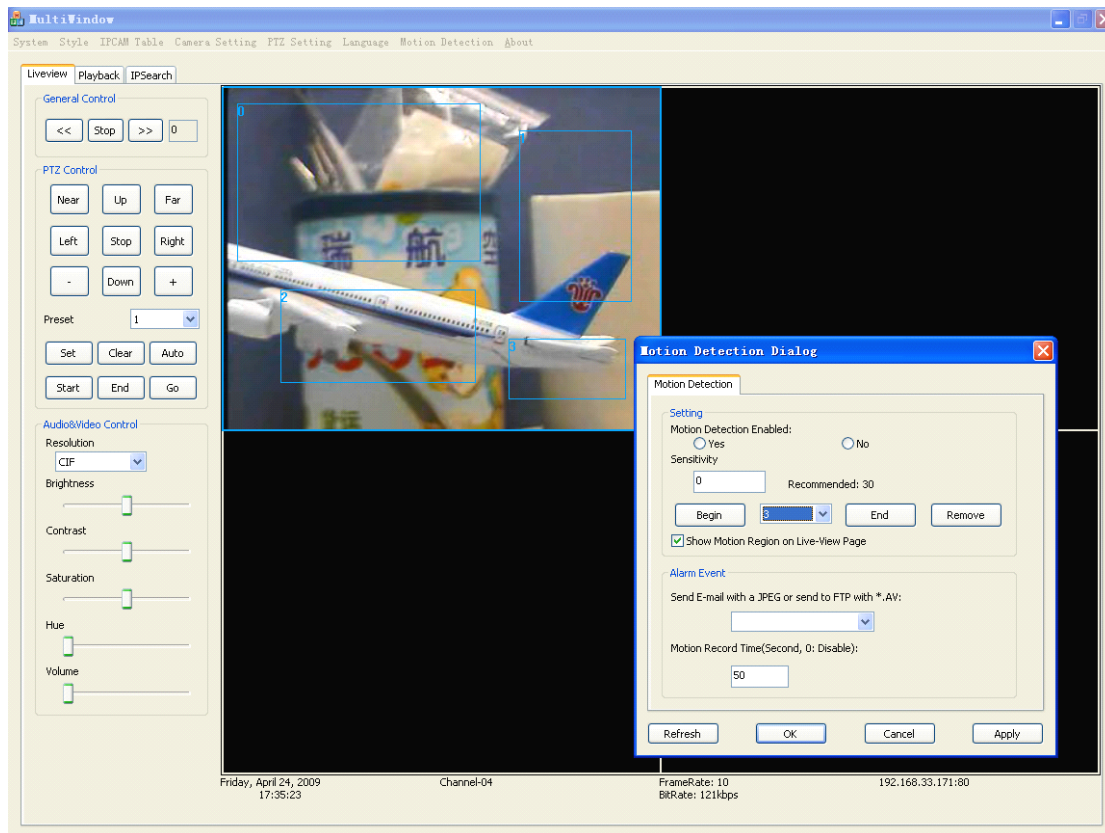 MultiWindow
System Style IPCAM Table Camera Setting PTZ Setting Language Motion Detection About
Liveview Playback IPSearch
General Control
<< Stop >> 0
PTZ Control
Near Up Far
Left Stop Right
- Down +
Preset 1
Set Clear Auto
Start End Go
Audio&Video Control
Resolution
CIF
Brightness
Contrast
Saturation
Hue
Volume
0
1
瑞 航 空
2
3
Motion Detection Dialog
Motion Detection
Setting
Motion Detection Enabled:
Yes No
Sensitivity
0 Recommended: 30
Begin 3 End Remove
Show Motion Region on Live-View Page
Alarm Event
Send E-mail with a JPEG or send to FTP with *.AV:
Motion Record Time(Second, 0: Disable):
50
Refresh OK Cancel Apply
Friday, April 24, 2009 Channel-04 FrameRate: 10 192.168.33.171:80
17:35:23 BitRate: 121kbps